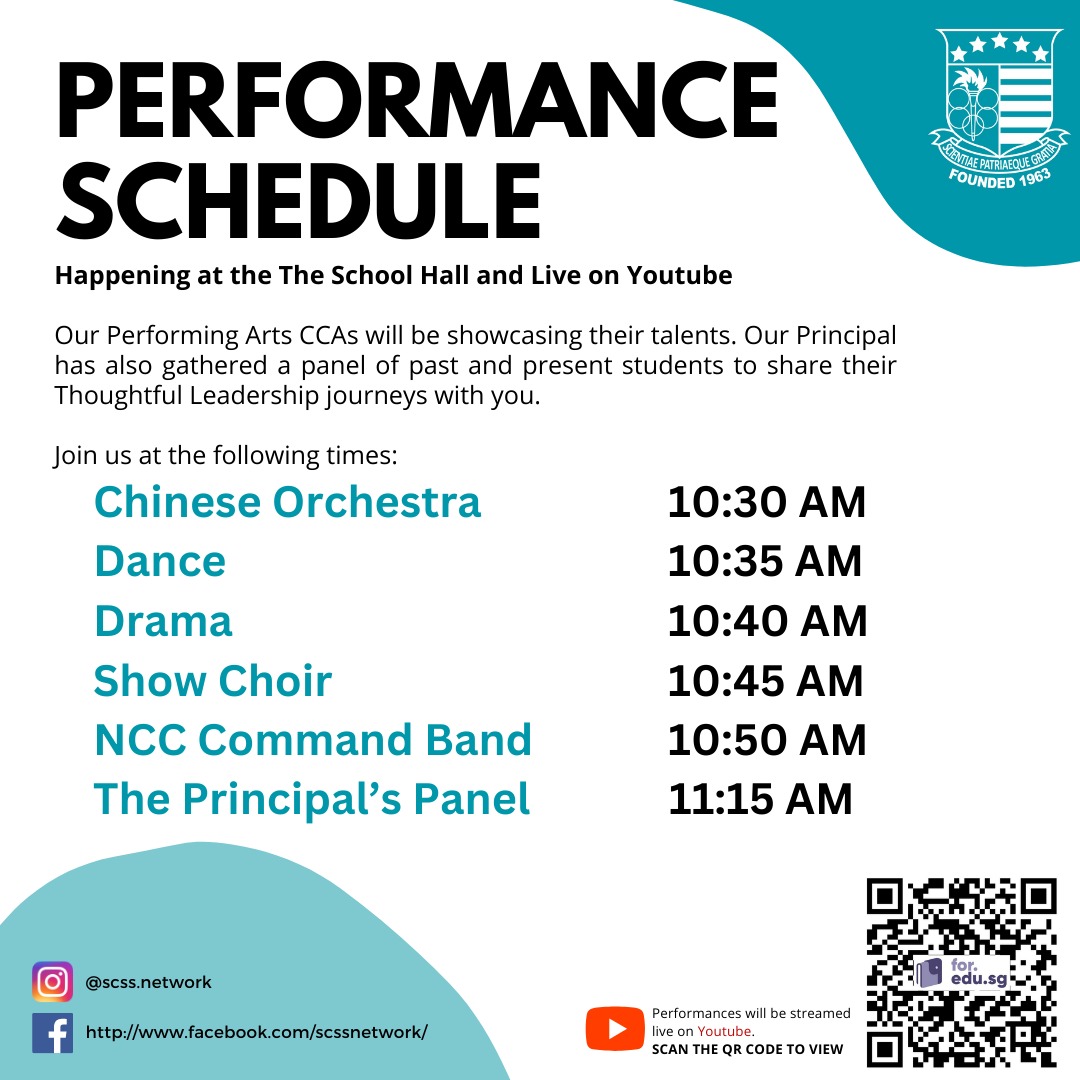 PERFORMANCE
SCHEDULE
SCIENTIAE PATRIAEQUE GRATIA
FOUNDED 1963
Happening at the The School Hall and Live on Youtube
Our Performing Arts CCAs will be showcasing their talents. Our Principal
has also gathered a panel of past and present students to share their
Thoughtful Leadership journeys with you.
Join us at the following times:
Chinese Orchestra 10:30 AM
Dance 10:35 AM
Drama 10:40 AM
Show Choir 10:45 AM
NCC Command Band 10:50 AM
The Principal’s Panel 11:15 AM
@scss.network
http://www.facebook.com/scssnetwork/
Performances will be streamed
live on Youtube.
SCAN THE QR CODE TO VIEW
for.
edu.sg